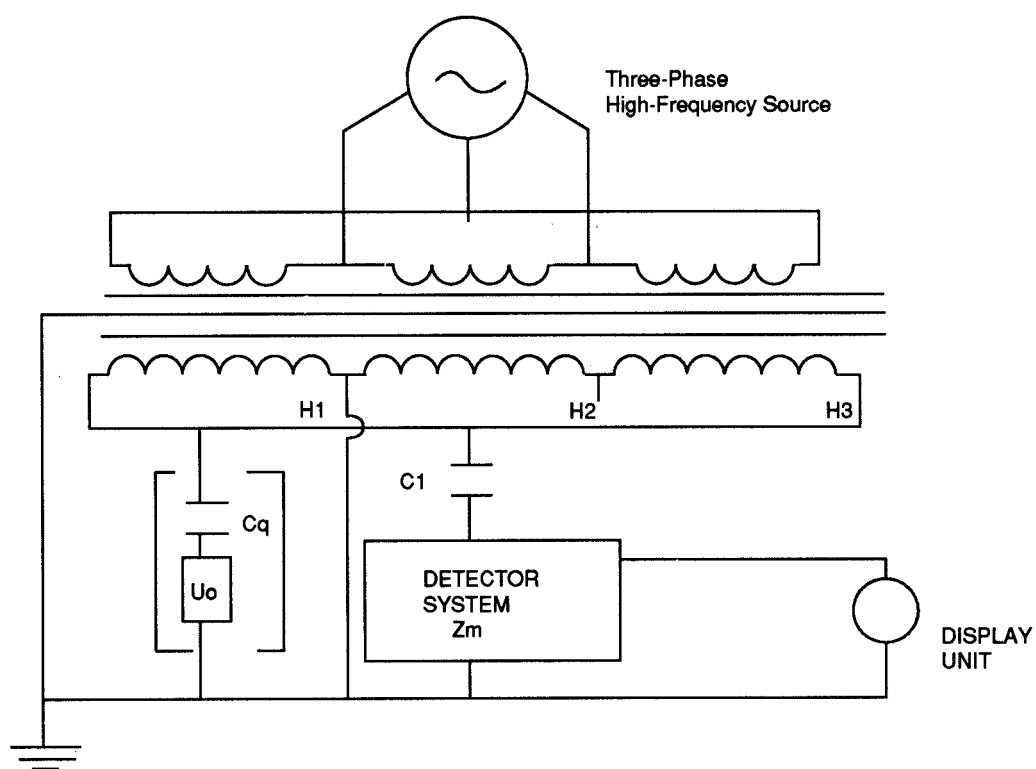 Three-Phase
High-Frequency Source
H1
H2
H3
C1
Cq
Uo
DETECTOR
SYSTEM
Zm
DISPLAY
UNIT